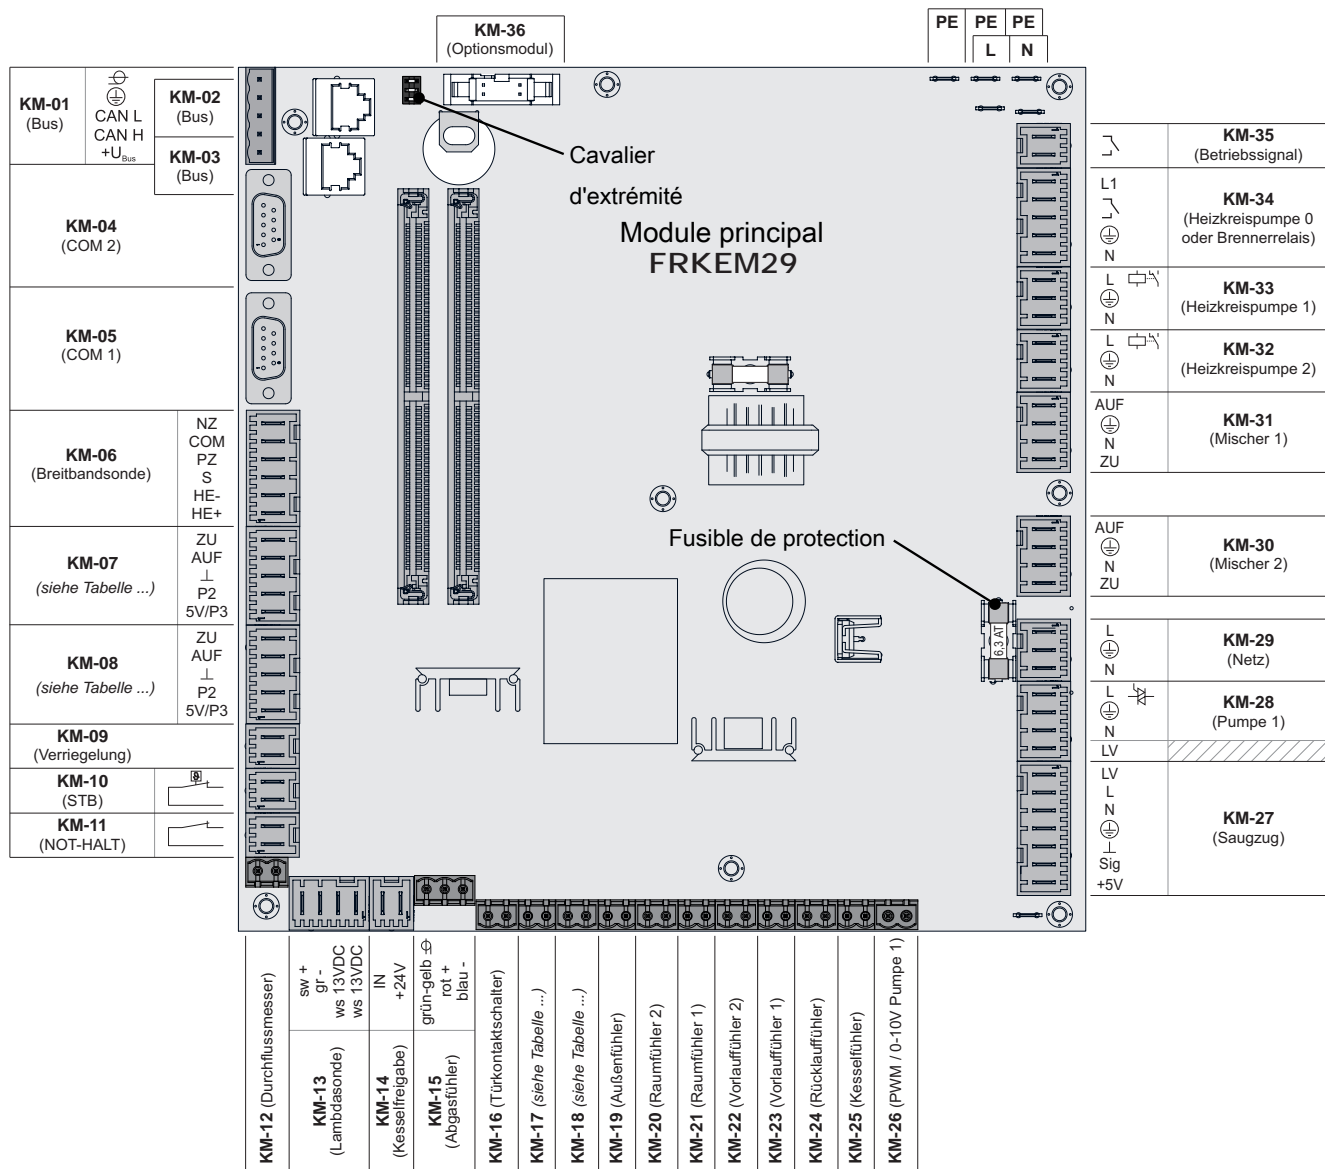 KM-36
(Optionsmodul)
PE PE PE
L N
KM-01
(Bus)
CAN L
CAN H
+UBus
KM-02
(Bus)
KM-03
(Bus)
KM-04
(COM 2)
KM-05
(COM 1)
KM-06
(Breitbandsonde)
NZ
COM
PZ
S
HE-
HE+
KM-07
(siehe Tabelle ...)
ZU
AUF
⊥
P2
5V/P3
KM-08
(siehe Tabelle ...)
ZU
AUF
⊥
P2
5V/P3
KM-09
(Verriegelung)
KM-10
(STB)
KM-11
(NOT-HALT)
Cavalier
d'extrémité
Module principal
FRKEM29
Fusible de protection
6,3 AT
KM-35
(Betriebssignal)
L1
N
KM-34
(Heizkreispumpe 0
oder Brennerrelais)
L
N
KM-33
(Heizkreispumpe 1)
L
N
KM-32
(Heizkreispumpe 2)
AUF
N
ZU
KM-31
(Mischer 1)
AUF
N
ZU
KM-30
(Mischer 2)
L
N
KM-29
(Netz)
L
N
LV
KM-28
(Pumpe 1)
LV
L
N
⊥
Sig
+5V
KM-27
(Saugzug)
KM-12 (Durchflussmesser)
sw +
gr -
ws 13VDC
ws 13VDC
KM-13
(Lambdasonde)
IN
+24V
KM-14
(Kesselfreigabe)
grün-gelb
rot +
blau -
KM-15
(Abgasfühler)
KM-16 (Türkontaktschalter)
KM-17 (siehe Tabelle ...)
KM-18 (siehe Tabelle ...)
KM-19 (Außenfühler)
KM-20 (Raumfühler 2)
KM-21 (Raumfühler 1)
KM-22 (Vorlauffühler 2)
KM-23 (Vorlauffühler 1)
KM-24 (Rücklauffühler)
KM-25 (Kesselfühler)
KM-26 (PWM / 0-10V Pumpe 1)